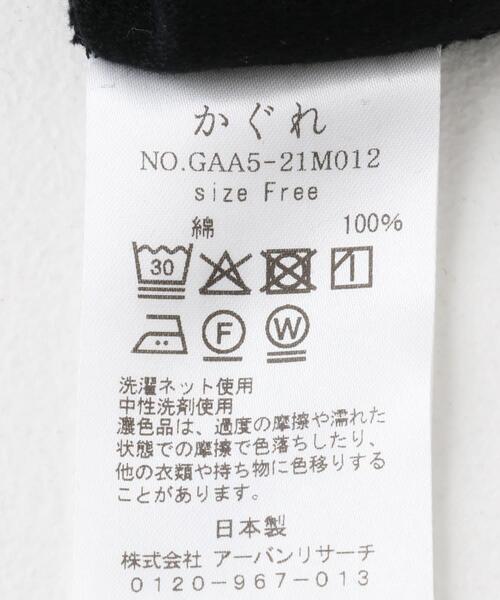 かぐれ
NO.GAA5-21M012
size Free
綿 100%
30
F W
洗濯ネット使用
中性洗剤使用
濃色品は、過度の摩擦や濡れた
状態での摩擦で色落ちしたり、
他の衣類や持ち物に色移りする
ことがあります。
日本製
株式会社 アーバンリサーチ
0120-967-013